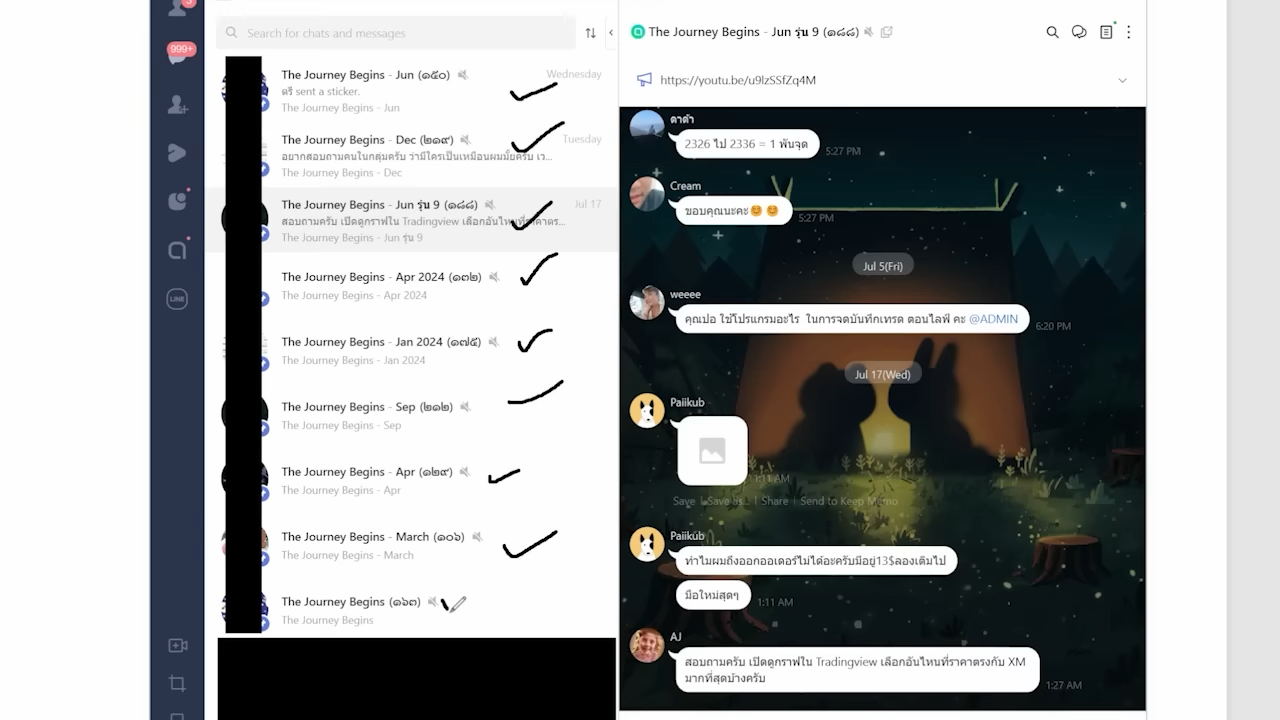 3
999+
LINE
Search for chats and messages
The Journey Begins - Jun (๑๕๐)
Wednesday
ตรี sent a sticker.
The Journey Begins - Jun
The Journey Begins - Dec (๒๑๙)
Tuesday
อยากสอบถามคนในกลุ่มครับ ว่ามีใครเป็นเหมือนผมมั้ยครับ เว...
The Journey Begins - Dec
The Journey Begins - Jun รุ่น 9 (๑๘๘)
Jul 17
สอบถามครับ เปิดดูกราฟใน Tradingview เลือกอันไหนที่ราคาตร...
The Journey Begins - Jun รุ่น 9
The Journey Begins - Apr 2024 (๑๓๒)
The Journey Begins - Apr 2024
The Journey Begins - Jan 2024 (๑๗๕)
The Journey Begins - Jan 2024
The Journey Begins - Sep (๒๑๒)
The Journey Begins - Sep
The Journey Begins - Apr (๑๒๙)
The Journey Begins - Apr
The Journey Begins - March (๑๐๖)
The Journey Begins - March
The Journey Begins (๑๖๓)
The Journey Begins
The Journey Begins - Jun รุ่น 9 (๑๘๘)
https://youtu.be/u9lzSSfZq4M
ตาต้า
2326 ไป 2336 = 1 พันจุด
5:27 PM
Cream
ขอบคุณนะคะ😊 😊
5:27 PM
Jul 5(Fri)
weeee
คุณปอ ใช้โปรแกรมอะไร ในการจดบันทึกเทรด ตอนไลฟ์ คะ @ADMIN
6:20 PM
Jul 17(Wed)
Paiikub
1:11 AM
Save | Save as... | Share | Send to Keep Memo
Paiikub
ทำไมผมถึงออกออเดอร์ไม่ได้อะครับมีอยู่13$ลองเติมไป
มือใหม่สุดๆ
1:11 AM
AJ
สอบถามครับ เปิดดูกราฟใน Tradingview เลือกอันไหนที่ราคาตรงกับ XM
มากที่สุดบ้างครับ
1:27 AM